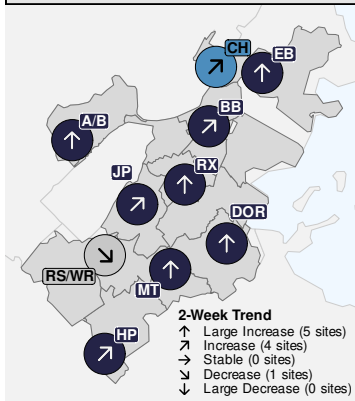 CH
EB
BB
A/B
RX
JP
DOR
RS/WR
MT
HP
2-Week Trend
↑ Large Increase (5 sites)
↗ Increase (4 sites)
→ Stable (0 sites)
↘ Decrease (1 sites)
↓ Large Decrease (0 sites)